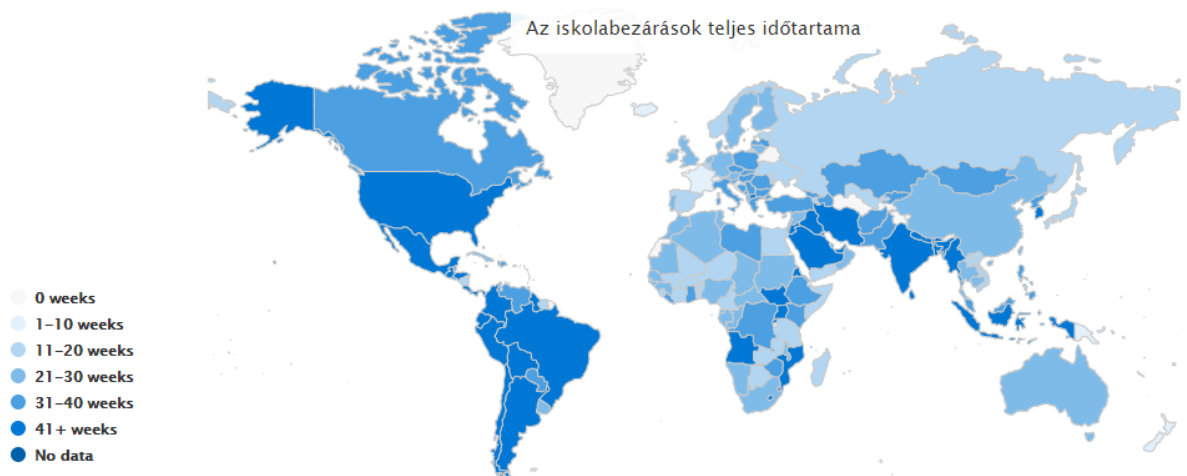 Az iskolabezárások teljes időtartama
0 weeks
1–10 weeks
11–20 weeks
21–30 weeks
31–40 weeks
41+ weeks
No data